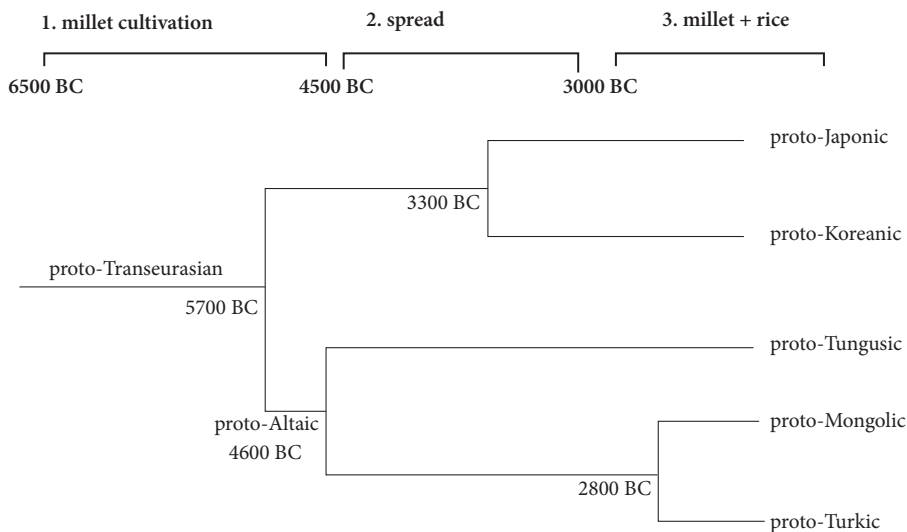 1. millet cultivation
2. spread
3. millet + rice
6500 BC
4500 BC
3000 BC
proto-Japonic
3300 BC
proto-Koreanic
proto-Transeurasian
5700 BC
proto-Tungusic
proto-Altaic
4600 BC
proto-Mongolic
2800 BC
proto-Turkic